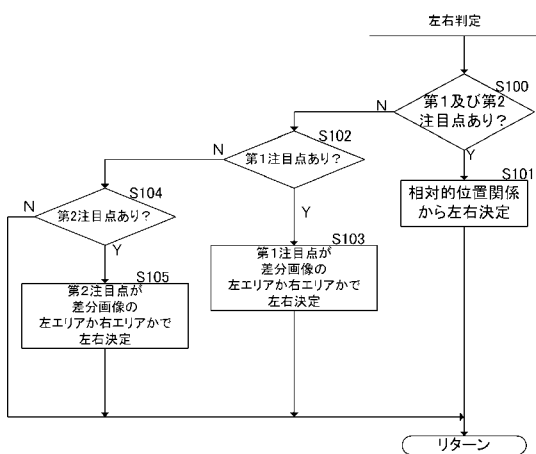 左右判定
S100
第1及び第2
注目点あり?
N
Y
S102
第1注目点あり?
N
Y
S101
相対的位置関係
から左右決定
S104
第2注目点あり?
N
Y
S103
第1注目点が
差分画像の
左エリアか右エリアかで
左右決定
S105
第2注目点が
差分画像の
左エリアか右エリアかで
左右決定
リターン